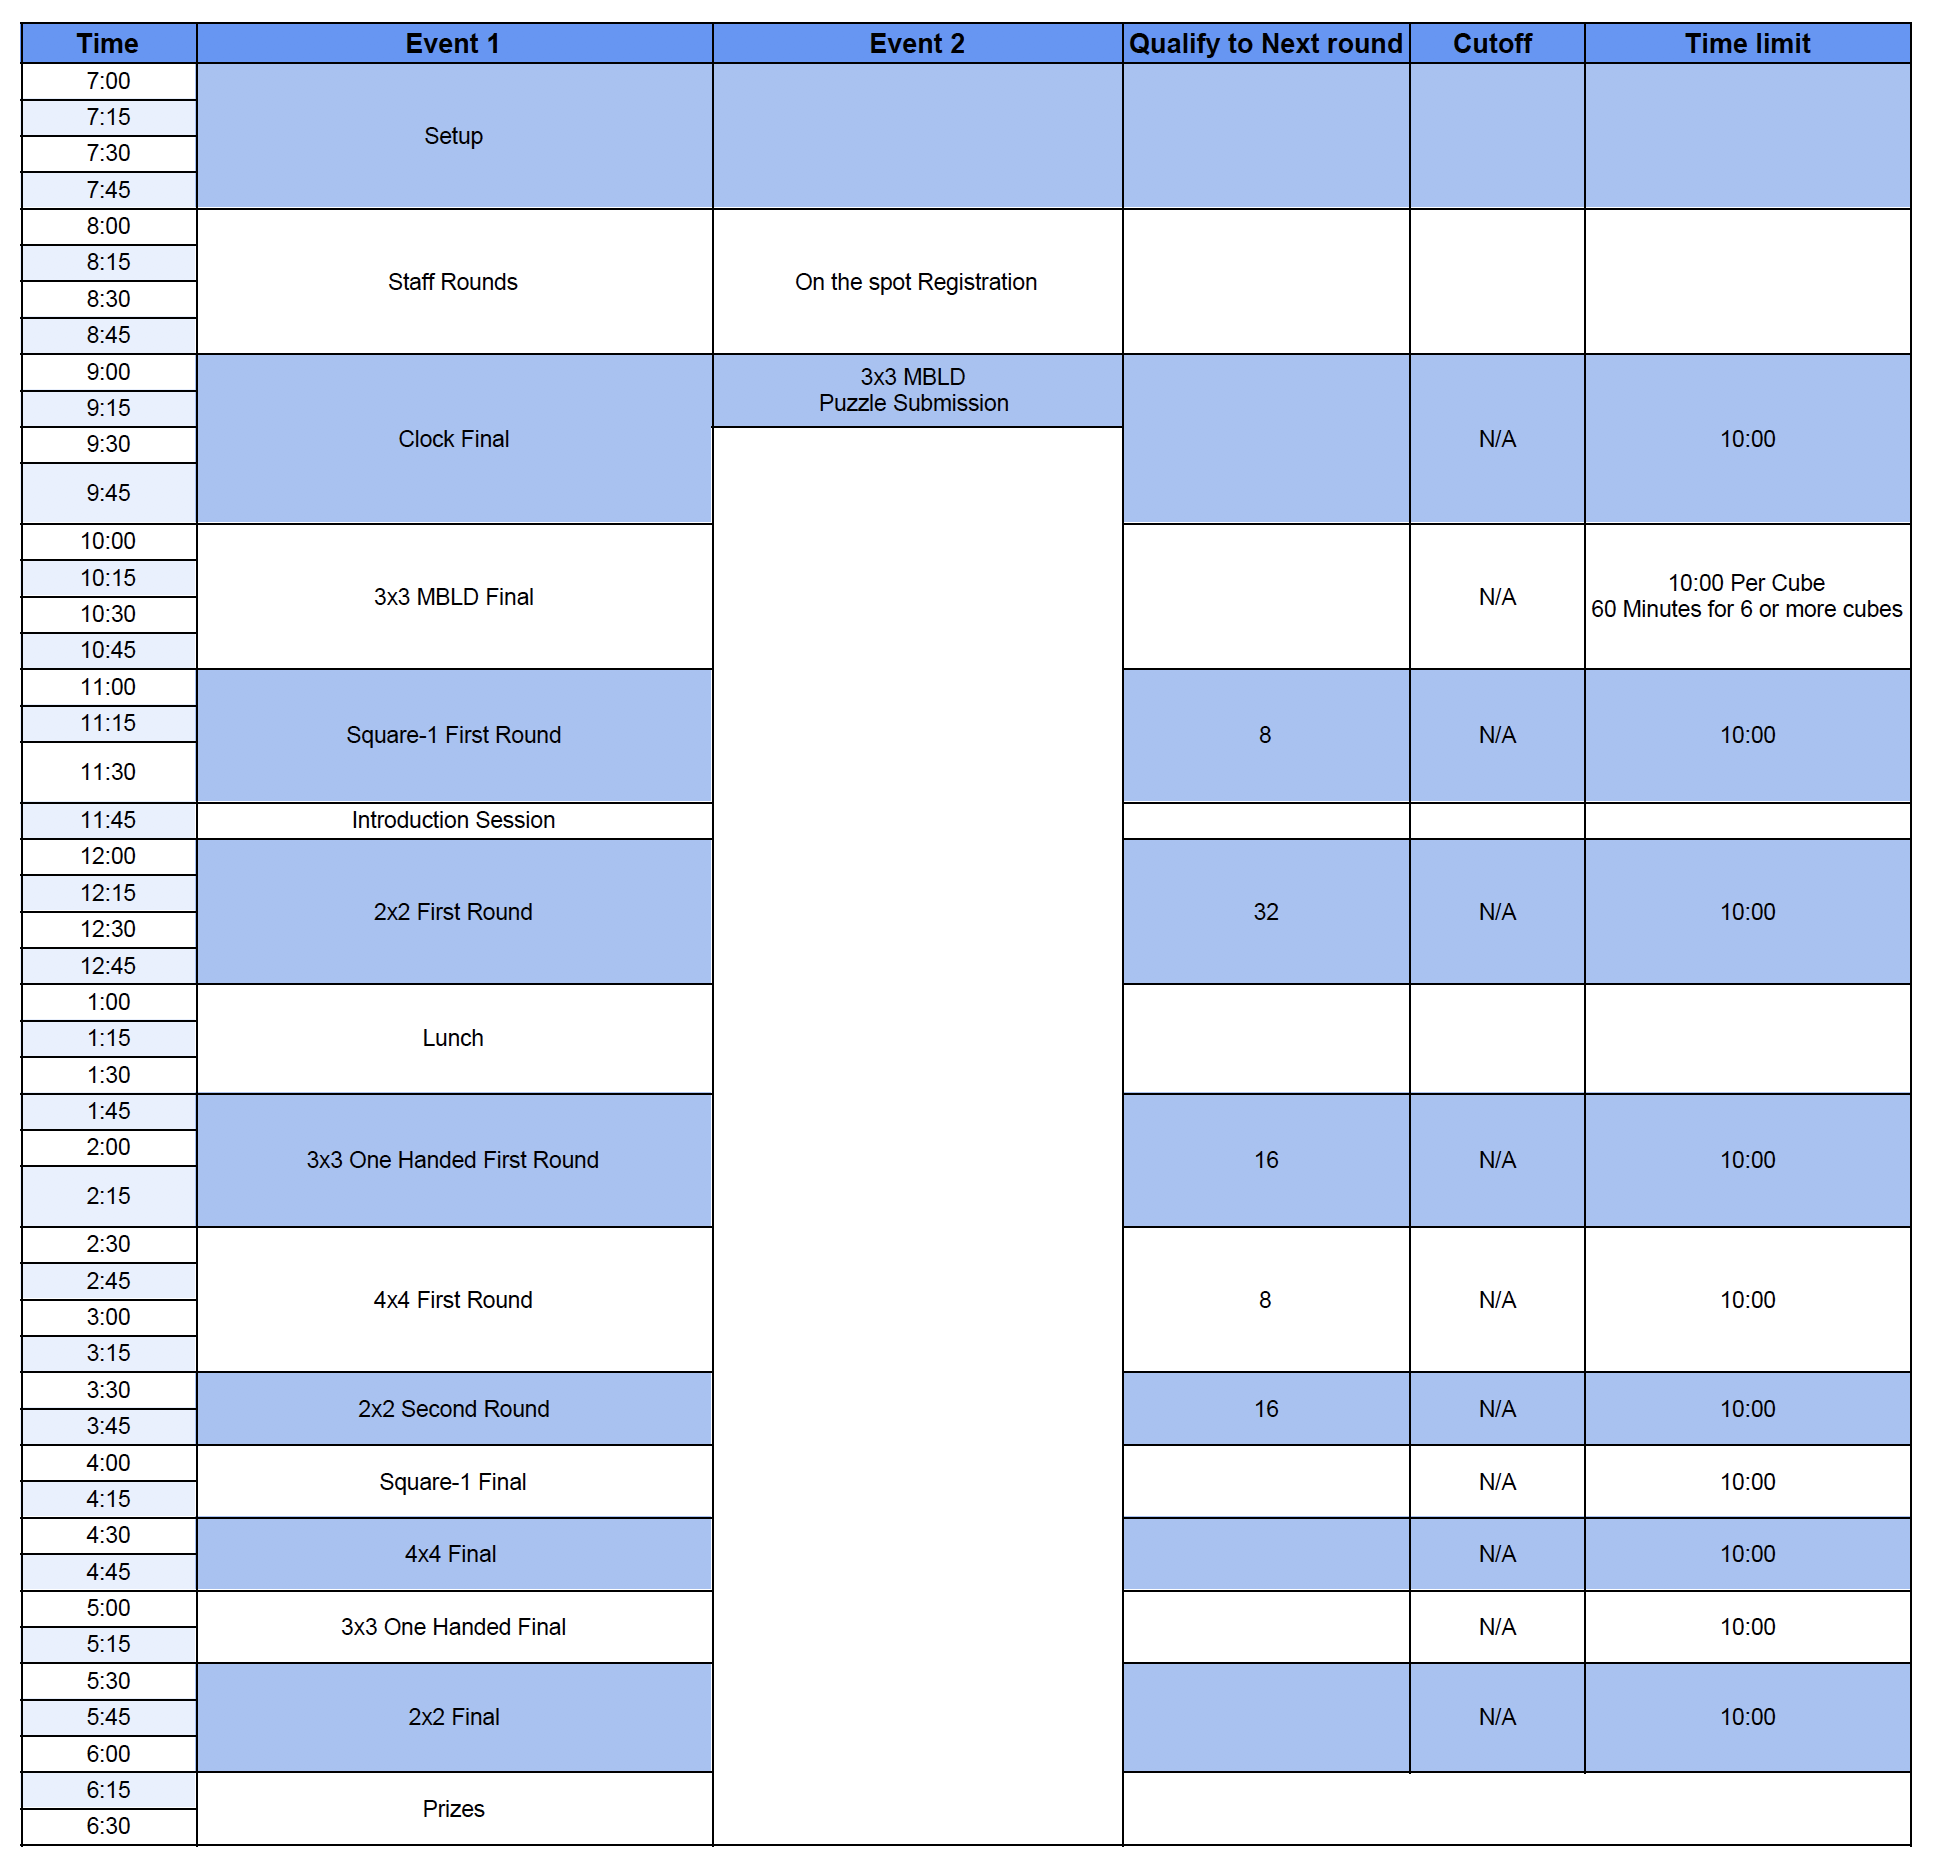 Time Event 1 Event 2 Qualify to Next round Cutoff Time limit
7:00
7:15
Setup
7:30
7:45
8:00
8:15
Staff Rounds On the spot Registration
8:30
8:45
9:00 3x3 MBLD
9:15 Puzzle Submission
Clock Final N/A 10:00
9:30
9:45
10:00
10:15 10:00 Per Cube
3x3 MBLD Final N/A
10:30 60 Minutes for 6 or more cubes
10:45
11:00
11:15
Square-1 First Round 8 N/A 10:00
11:30
11:45 Introduction Session
12:00
12:15
2x2 First Round 32 N/A 10:00
12:30
12:45
1:00
1:15 Lunch
1:30
1:45
2:00
3x3 One Handed First Round 16 N/A 10:00
2:15
2:30
2:45
4x4 First Round 8 N/A 10:00
3:00
3:15
3:30
2x2 Second Round 16 N/A 10:00
3:45
4:00
Square-1 Final N/A 10:00
4:15
4:30
4x4 Final N/A 10:00
4:45
5:00
3x3 One Handed Final N/A 10:00
5:15
5:30
5:45 2x2 Final N/A 10:00
6:00
6:15
Prizes
6:30